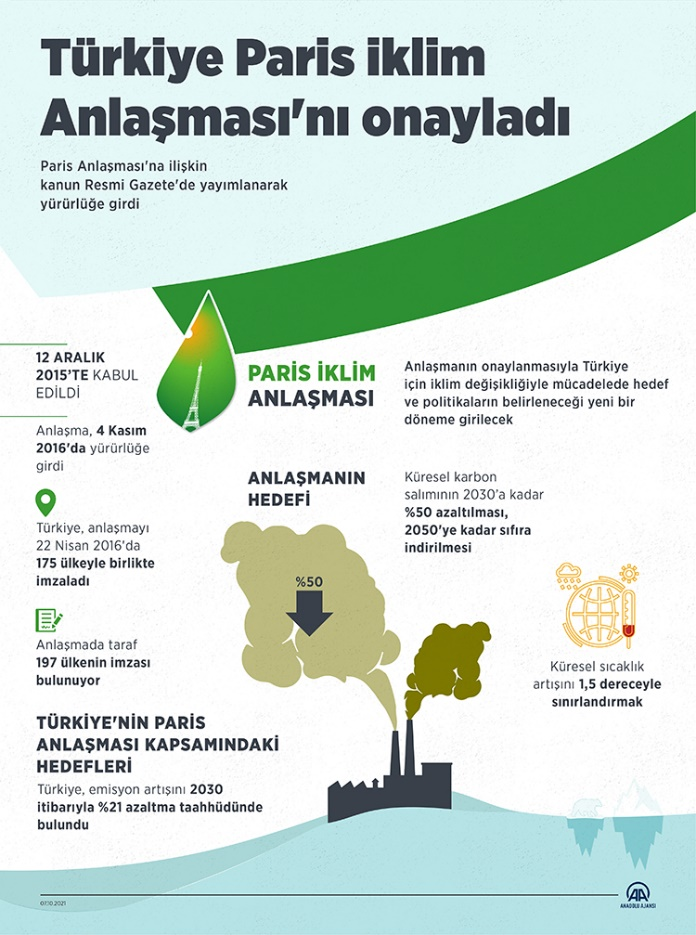 Türkiye Paris iklim
Anlaşması'nı onayladı
Paris Anlaşması'na ilişkin
kanun Resmi Gazete'de yayımlanarak
yürürlüğe girdi
12 ARALIK
2015'TE KABUL
EDİLDİ
Anlaşma, 4 Kasım
2016'da yürürlüğe
girdi
Türkiye, anlaşmayı
22 Nisan 2016'da
175 ülkeyle birlikte
imzaladı
Anlaşmada taraf
197 ülkenin imzası
bulunuyor
PARİS İKLİM
ANLAŞMASI
Anlaşmanın onaylanmasıyla Türkiye
için iklim değişikliğiyle mücadelede hedef
ve politikaların belirleneceği yeni bir
döneme girilecek
ANLAŞMANIN
HEDEFİ
Küresel karbon
salımının 2030'a kadar
%50 azaltılması,
2050'ye kadar sıfıra
indirilmesi
%50
Küresel sıcaklık
artışını 1,5 dereceyle
sınırlandırmak
TÜRKİYE'NİN PARİS
ANLAŞMASI KAPSAMINDAKİ
HEDEFLERİ
Türkiye, emisyon artışını 2030
itibarıyla %21 azaltma taahhüdünde
bulundu
07.10.2021
AA
ANADOLU AJANSI